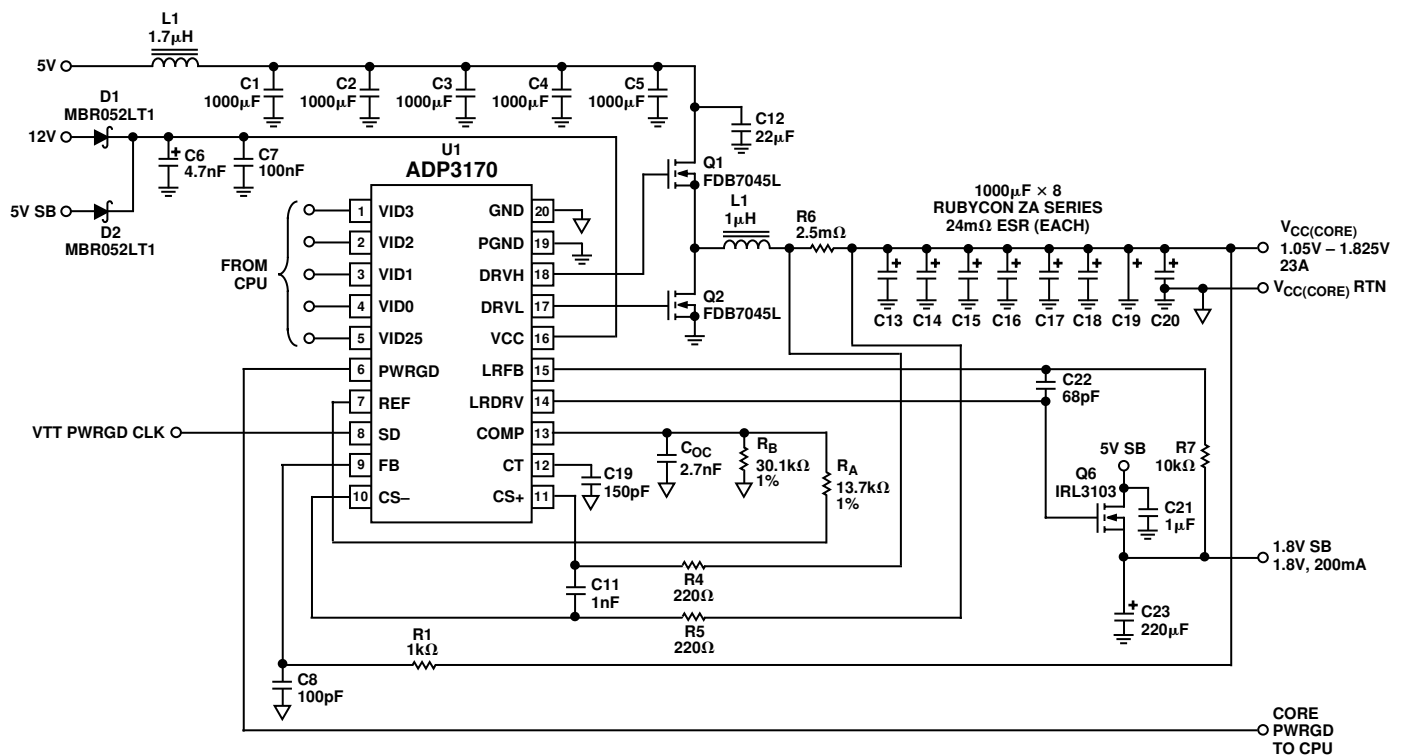 L1
1.7μH
5V
C1
1000μF
C2
1000μF
C3
1000μF
C4
1000μF
C5
1000μF
D1
MBR052LT1
12V
C12
22μF
C6
4.7nF
C7
100nF
U1
ADP3170
Q1
FDB7045L
5V SB
D2
MBR052LT1
FROM
CPU
1 VID3
2 VID2
3 VID1
4 VID0
5 VID25
6 PWRGD
7 REF
8 SD
9 FB
10 CS–
GND 20
PGND 19
DRVH 18
DRVL 17
VCC 16
LRFB 15
LRDRV 14
COMP 13
CT 12
CS+ 11
L1
1μH
R6
2.5mΩ
1000μF × 8
RUBYCON ZA SERIES
24mΩ ESR (EACH)
VCC(CORE)
1.05V – 1.825V
23A
VCC(CORE) RTN
Q2
FDB7045L
C13 C14 C15 C16 C17 C18 C19 C20
C22
68pF
VTT PWRGD CLK
COC
2.7nF
RB
30.1kΩ
1%
RA
13.7kΩ
1%
C19
150pF
5V SB
Q6
IRL3103
R7
10kΩ
C21
1μF
1.8V SB
1.8V, 200mA
C11
1nF
R4
220Ω
R5
220Ω
C23
220μF
R1
1kΩ
C8
100pF
CORE
PWRGD
TO CPU